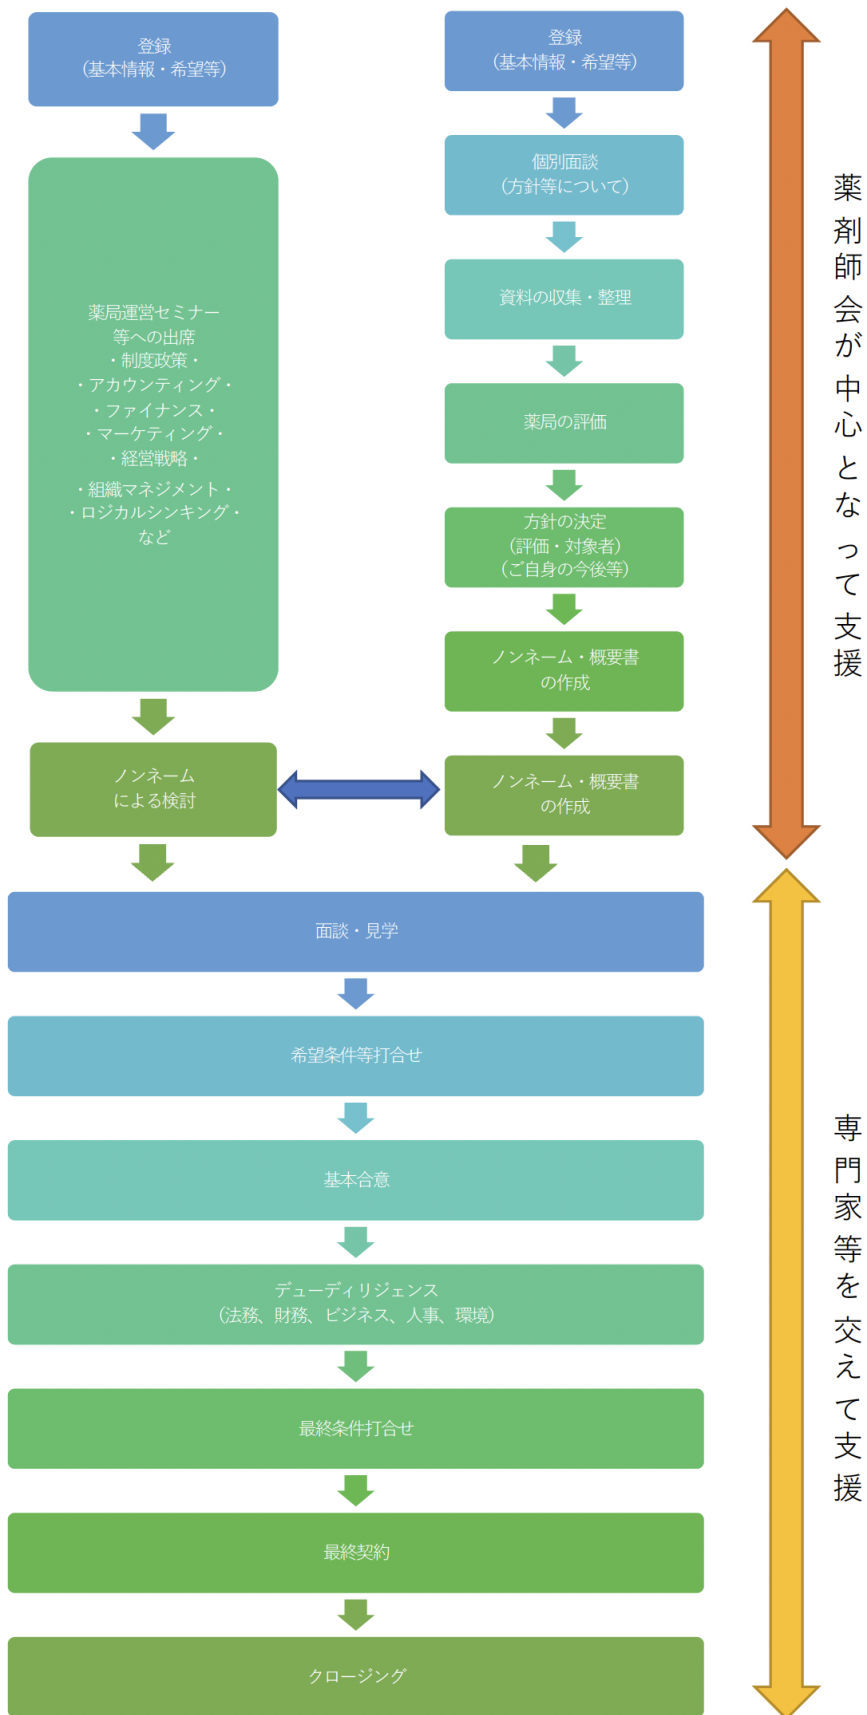 登録
（基本情報・希望等）
薬局運営セミナー
等への出席
・制度政策・
・アカウンティング・
・ファイナンス・
・マーケティング・
・経営戦略・
・組織マネジメント・
・ロジカルシンキング・
など
ノンネーム
による検討
登録
（基本情報・希望等）
個別面談
（方針等について）
資料の収集・整理
薬局の評価
方針の決定
（評価・対象者）
（ご自身の今後等）
ノンネーム・概要書
の作成
ノンネーム・概要書
の作成
薬剤師会が中心となって支援
面談・見学
希望条件等打合せ
基本合意
デューディリジェンス
（法務、財務、ビジネス、人事、環境）
最終条件打合せ
最終契約
クロージング
専門家等を交えて支援